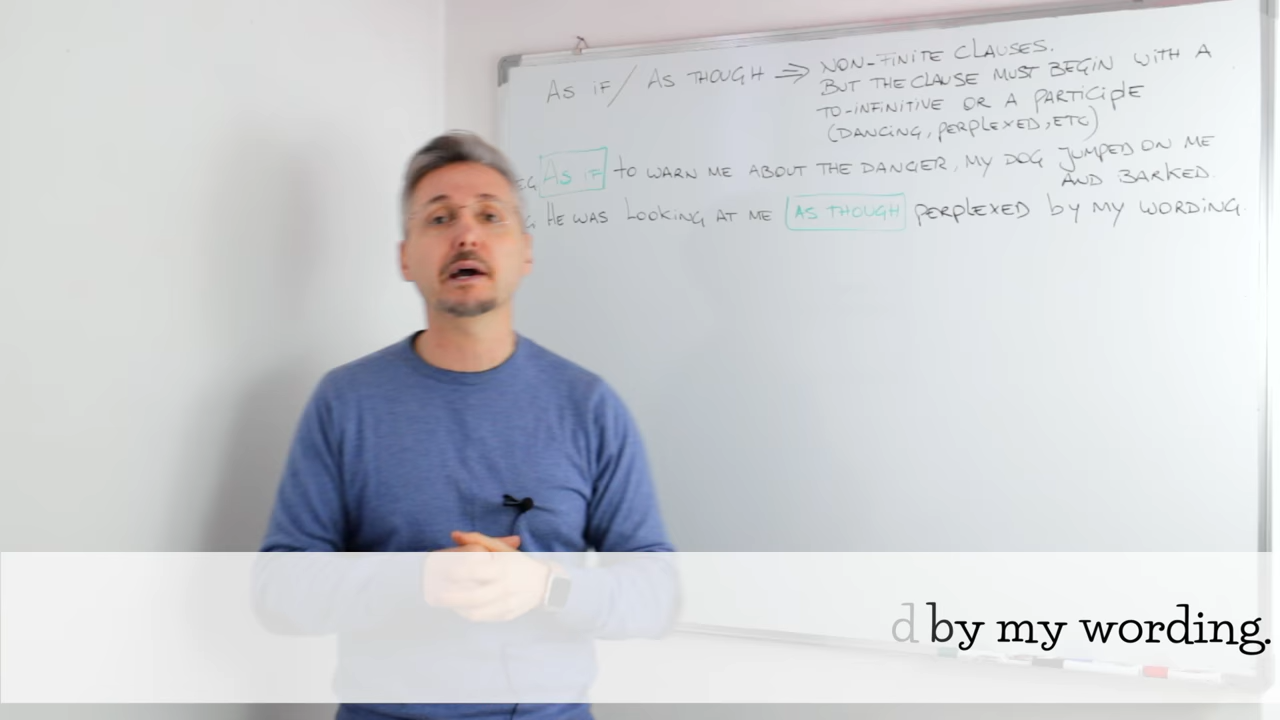 AS IF / AS THOUGH ⇒ NON-FINITE CLAUSES.
BUT THE CLAUSE MUST BEGIN WITH A
TO-INFINITIVE OR A PARTICIPLE
(DANCING, PERPLEXED, ETC)
EG AS IF TO WARN ME ABOUT THE DANGER, MY DOG JUMPED ON ME
AND BARKED.
G HE WAS LOOKING AT ME AS THOUGH PERPLEXED BY MY WORDING.
d by my wording.